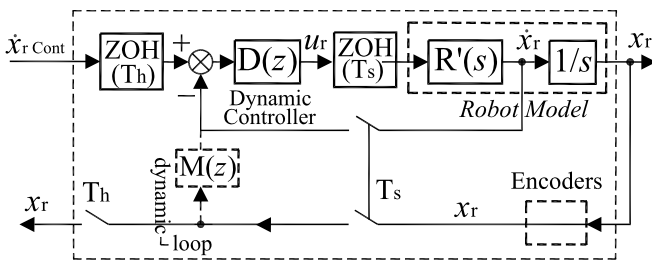 ẋr Cont
ZOH
(Th)
+
−
D(z)
ur
ZOH
(Ts)
R'(s)
ẋr
1/s
xr
Dynamic
Controller
Robot Model
M(z)
dynamic
loop
Th
xr
Ts
xr
Encoders